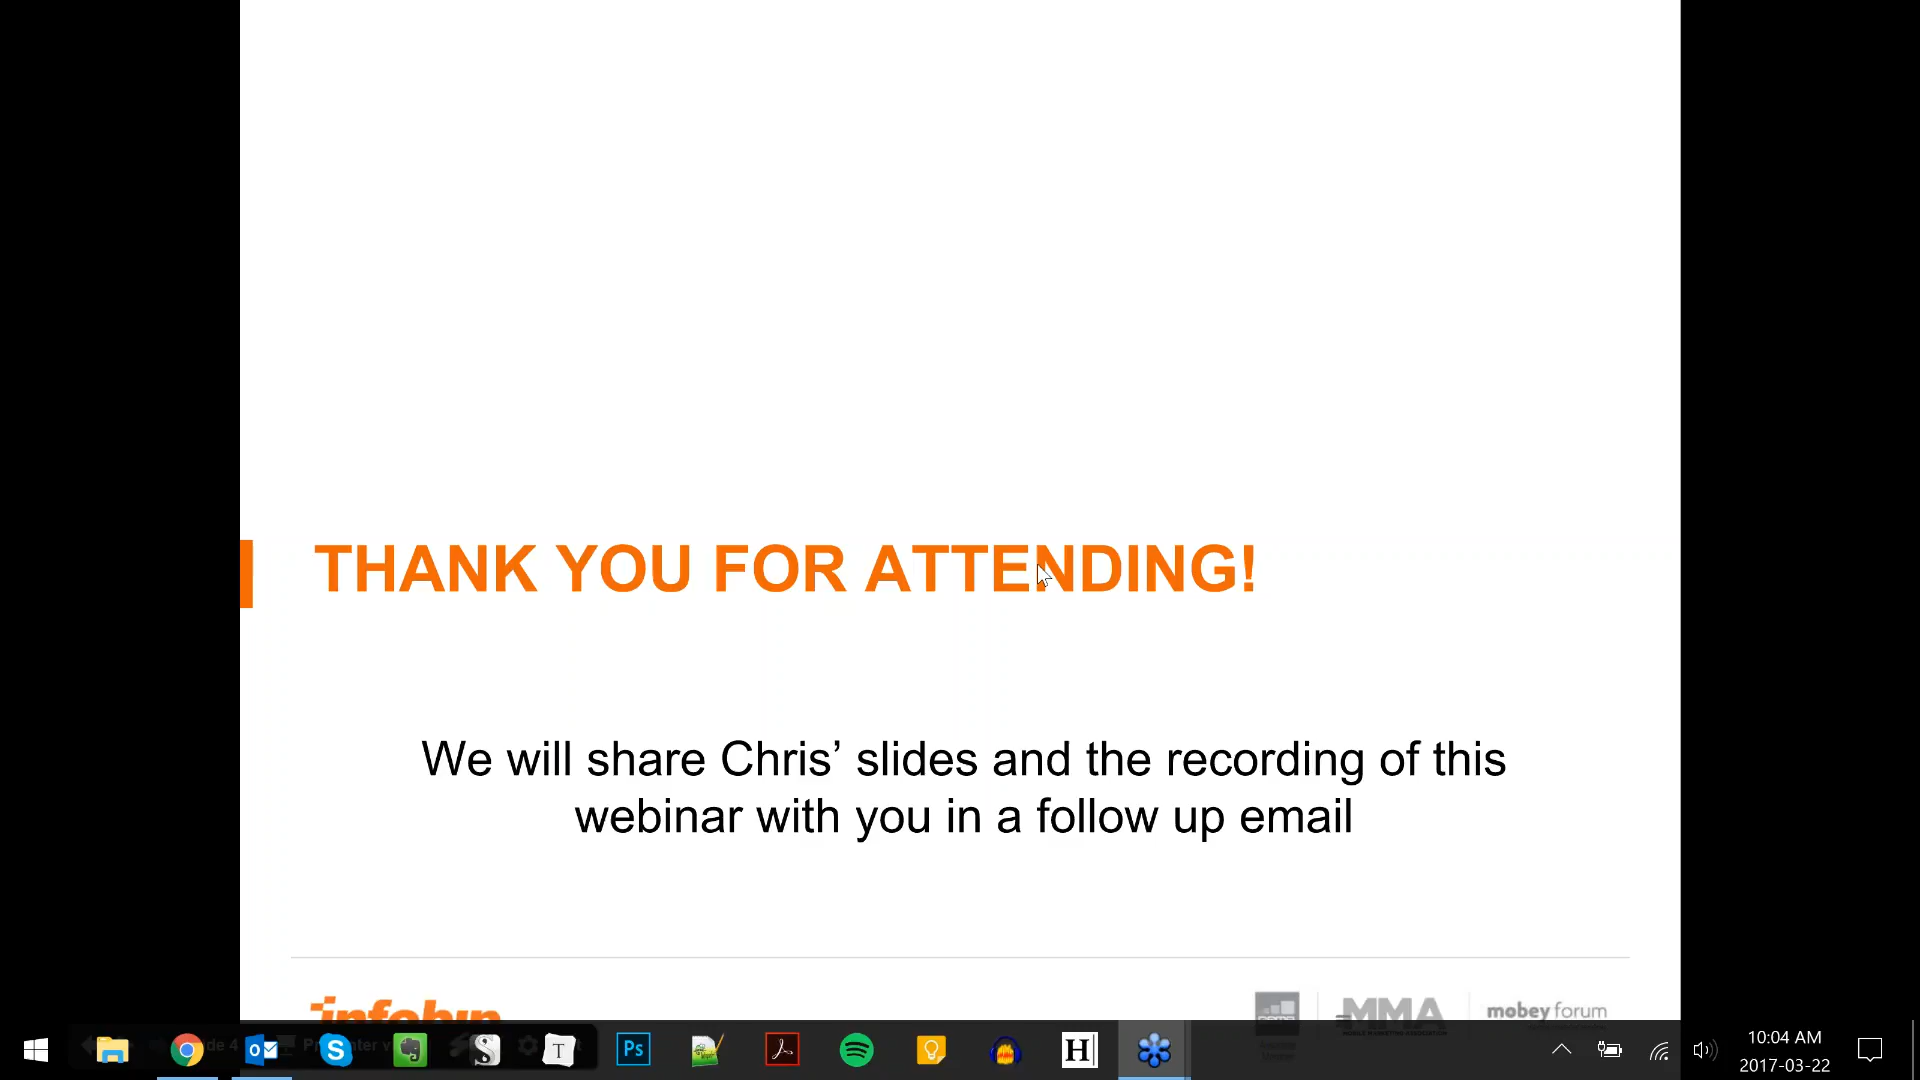 THANK YOU FOR ATTENDING!
We will share Chris’ slides and the recording of this
webinar with you in a follow up email
infobip
MMA
mobey forum
10:04 AM
2017-03-22